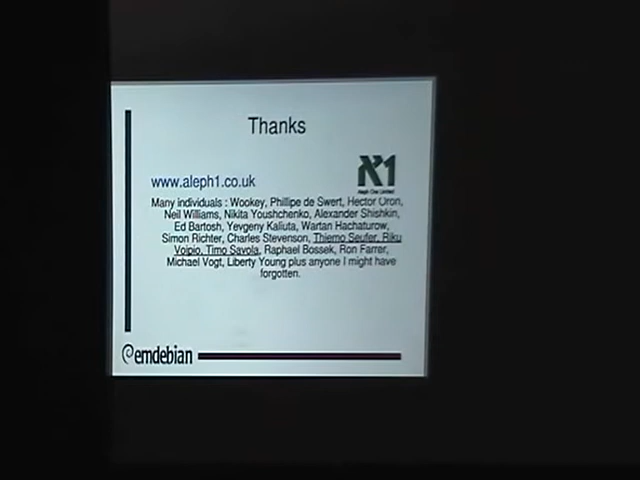 Thanks
www.aleph1.co.uk
א1
Aleph One Limited
Many individuals : Wookey, Phillipe de Swert, Hector Oron,
Neil Williams, Nikita Youshchenko, Alexander Shishkin,
Ed Bartosh, Yevgeny Kaliuta, Wartan Hachaturow,
Simon Richter, Charles Stevenson, Thiemo Seufer, Riku
Voipio, Timo Savola, Raphael Bossek, Ron Farrer,
Michael Vogt, Liberty Young plus anyone I might have
forgotten.
emdebian